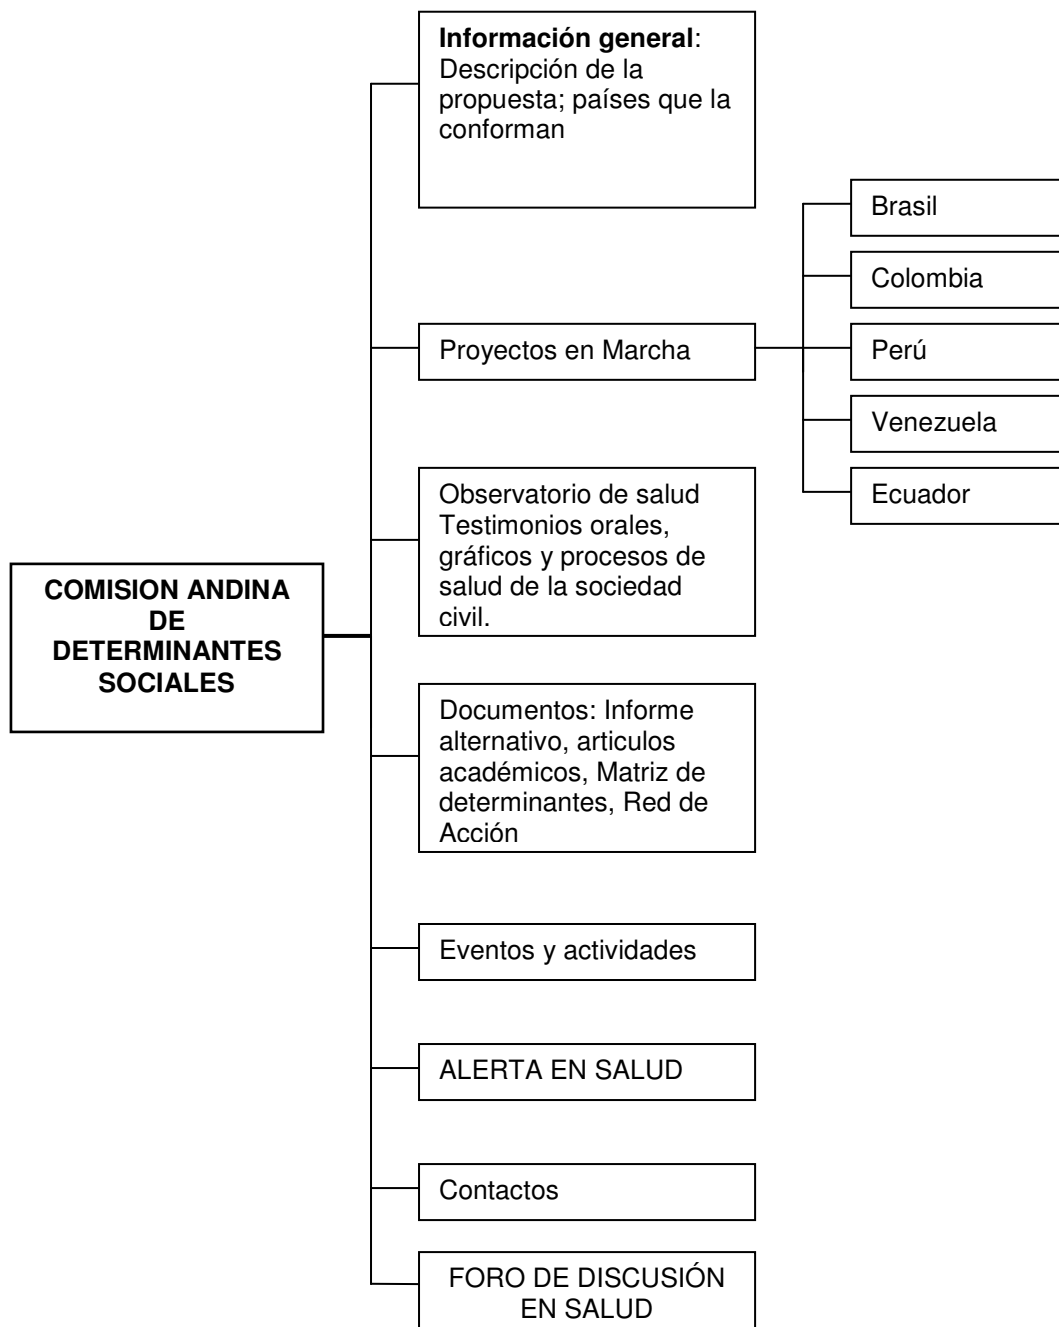 Información general:
Descripción de la
propuesta; países que la
conforman
Brasil
Colombia
Proyectos en Marcha
Perú
Venezuela
Ecuador
Observatorio de salud
Testimonios orales,
gráficos y procesos de
salud de la sociedad
civil.
COMISION ANDINA
DE
DETERMINANTES
SOCIALES
Documentos: Informe
alternativo, articulos
académicos, Matriz de
determinantes, Red de
Acción
Eventos y actividades
ALERTA EN SALUD
Contactos
FORO DE DISCUSIÓN
EN SALUD